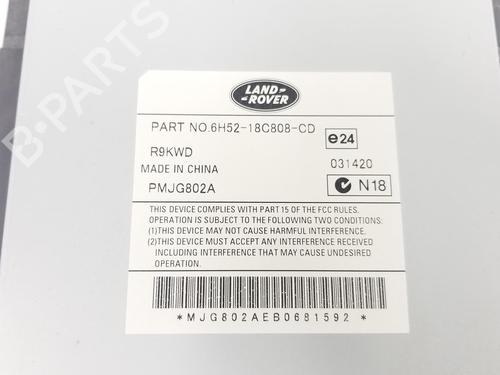 LAND-
-ROVER
PART NO.6H52-18C808-CD
e24
R9KWD
031420
MADE IN CHINA
N18
PMJG802A
THIS DEVICE COMPLIES WITH PART 15 OF THE FCC RULES.
OPERATION IS SUBJECT TO THE FOLLOWING TWO CONDITIONS:
(1)THIS DEVICE MAY NOT CAUSE HARMFUL INTERFERENCE.
(2)THIS DEVICE MUST ACCEPT ANY INTERFERENCE RECEIVED
INCLUDING INTERFERENCE THAT MAY CAUSE UNDESIRED
OPERATION.
*MJG802AEB0681592*
B-PARTS